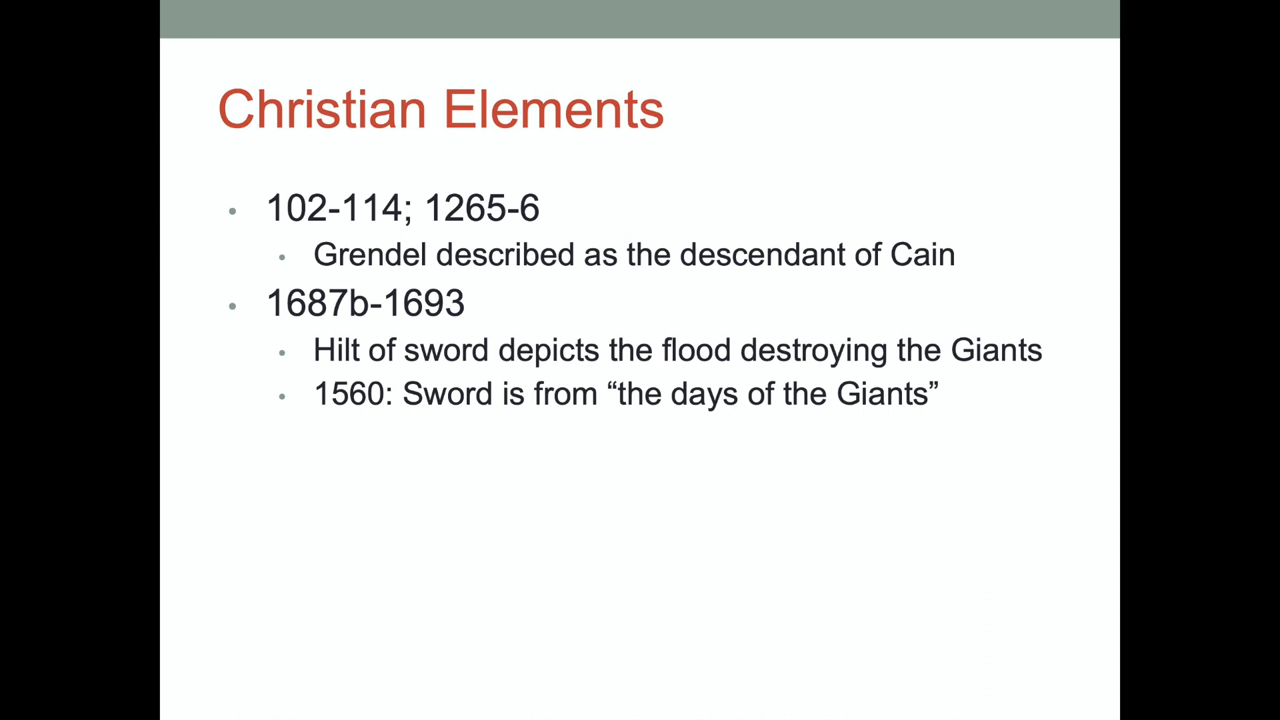 Christian Elements
• 102-114; 1265-6
• Grendel described as the descendant of Cain
• 1687b-1693
• Hilt of sword depicts the flood destroying the Giants
• 1560: Sword is from “the days of the Giants”